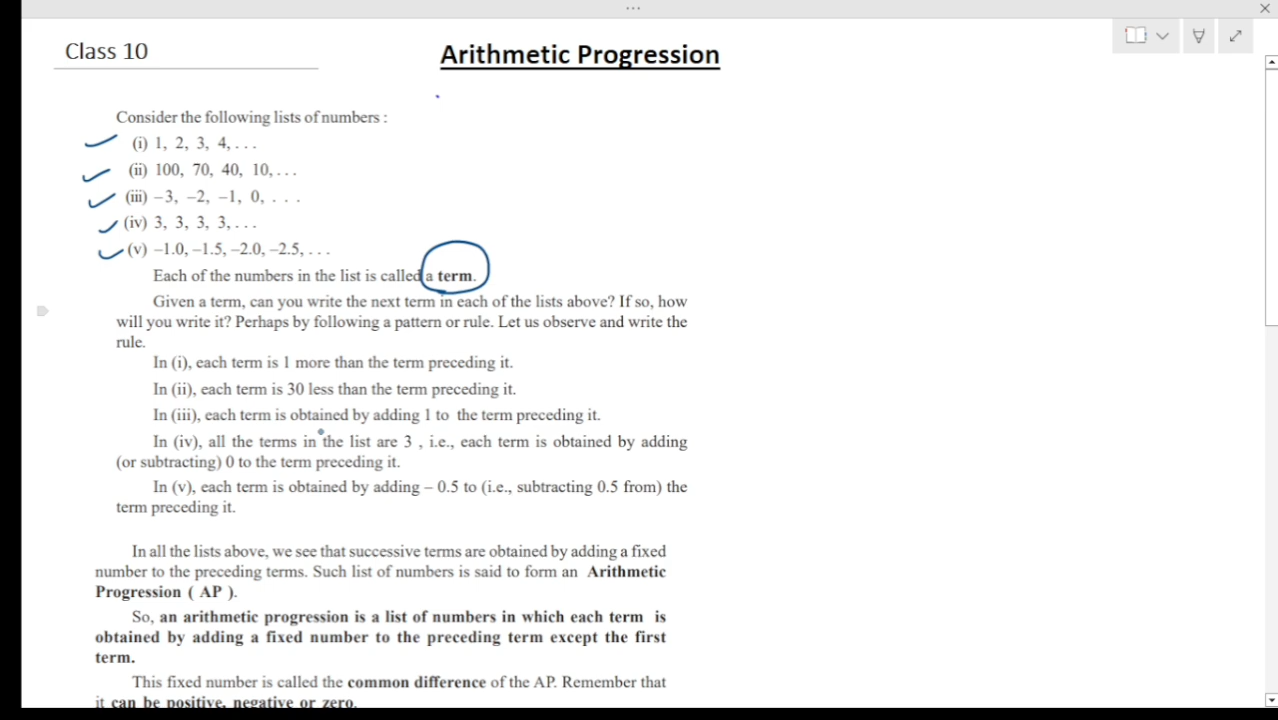 Class 10
Arithmetic Progression
Consider the following lists of numbers :
(i) 1, 2, 3, 4, . . .
(ii) 100, 70, 40, 10, . . .
(iii) –3, –2, –1, 0, . . .
(iv) 3, 3, 3, 3, . . .
(v) –1.0, –1.5, –2.0, –2.5, . . .
Each of the numbers in the list is called a term.
Given a term, can you write the next term in each of the lists above? If so, how
will you write it? Perhaps by following a pattern or rule. Let us observe and write the
rule.
In (i), each term is 1 more than the term preceding it.
In (ii), each term is 30 less than the term preceding it.
In (iii), each term is obtained by adding 1 to the term preceding it.
In (iv), all the terms in the list are 3 , i.e., each term is obtained by adding
(or subtracting) 0 to the term preceding it.
In (v), each term is obtained by adding – 0.5 to (i.e., subtracting 0.5 from) the
term preceding it.
In all the lists above, we see that successive terms are obtained by adding a fixed
number to the preceding terms. Such list of numbers is said to form an Arithmetic
Progression ( AP ).
So, an arithmetic progression is a list of numbers in which each term is
obtained by adding a fixed number to the preceding term except the first
term.
This fixed number is called the common difference of the AP. Remember that
it can be positive, negative or zero.